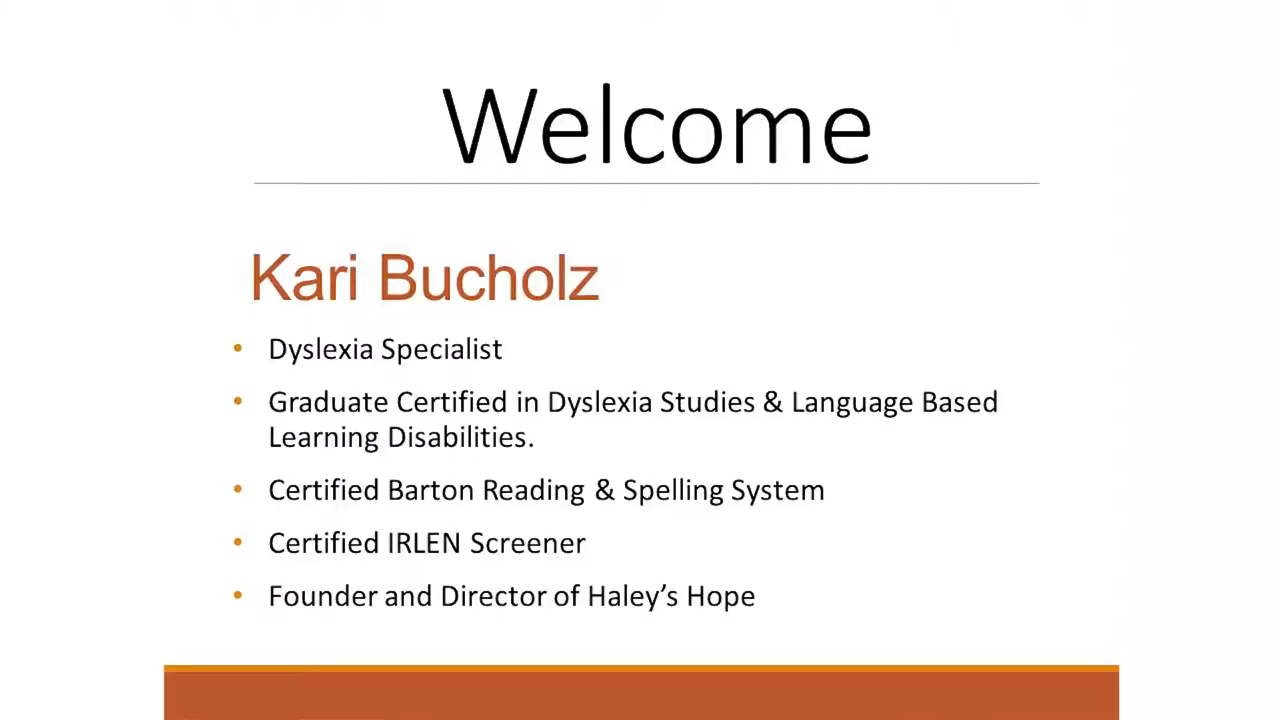 Welcome
Kari Bucholz
• Dyslexia Specialist
• Graduate Certified in Dyslexia Studies & Language Based
Learning Disabilities.
• Certified Barton Reading & Spelling System
• Certified IRLEN Screener
• Founder and Director of Haley’s Hope